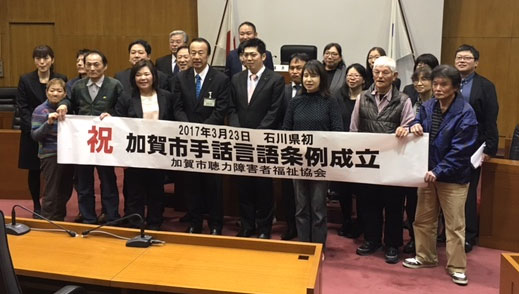 祝
2017年3月23日 石川県初
加賀市手話言語条例成立
加賀市聴力障害者福祉協会